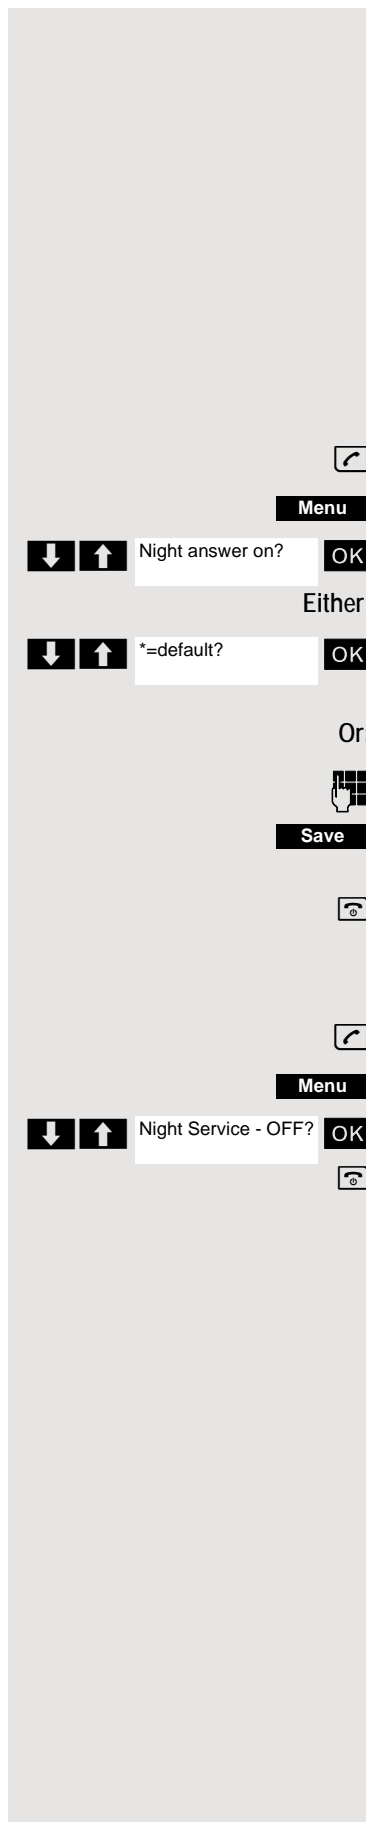 Menu
Night answer on? OK
Either
*=default? OK
Or:
Save
Menu
Night Service - OFF? OK